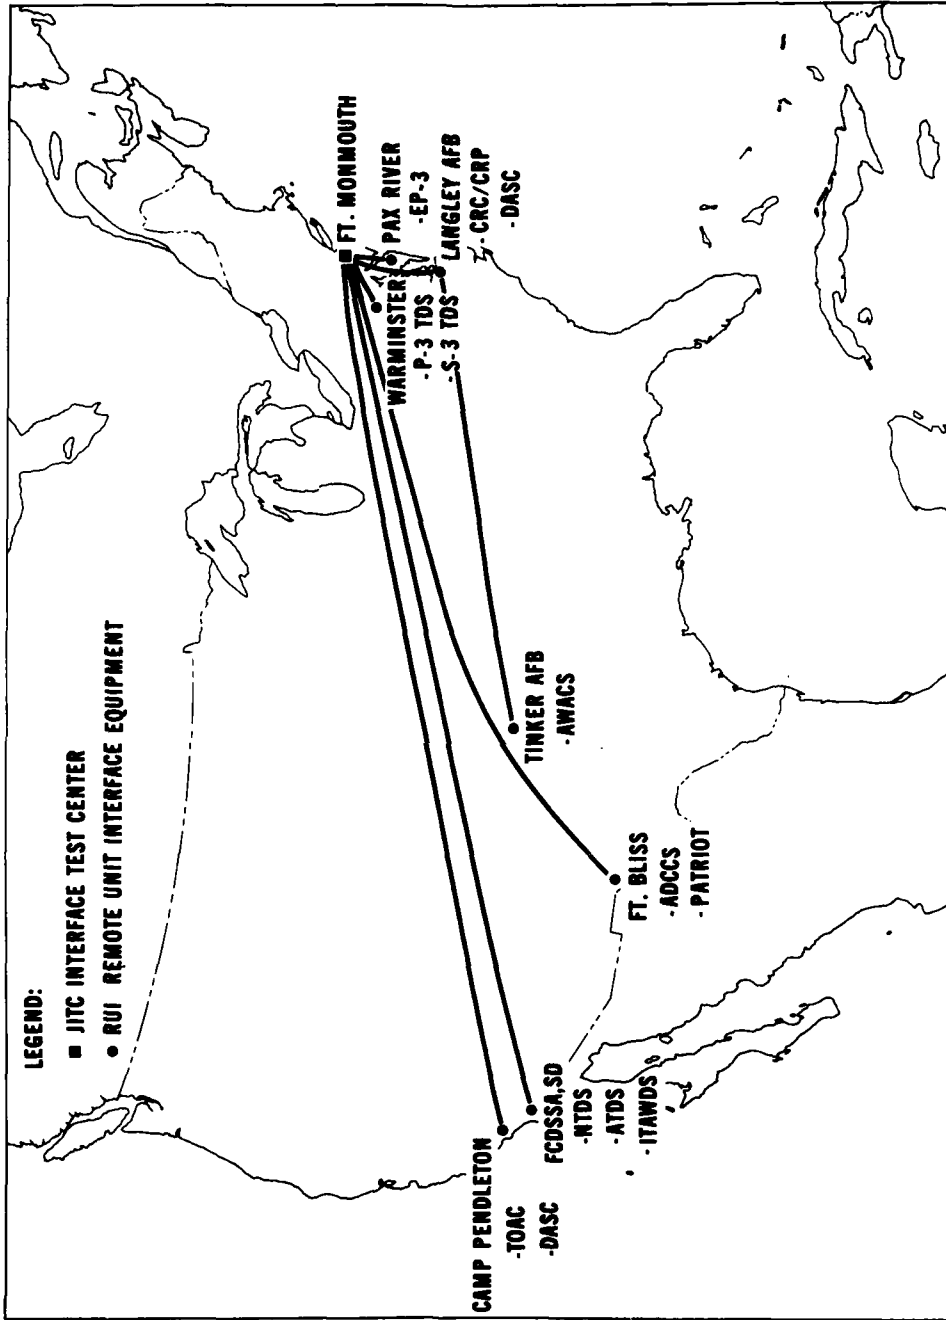 LEGEND:
■ JITC INTERFACE TEST CENTER
● RUI REMOTE UNIT INTERFACE EQUIPMENT
FT. MONMOUTH
PAX RIVER
-EP-3
LANGLEY AFB
-CRC/CRP
-DASC
WARMINSTER
-P-3 TDS
-S-3 TDS
TINKER AFB
-AWACS
FT. BLISS
-ADCCS
-PATRIOT
FCDSSA,SD
-NTDS
-ATDS
-ITAWDS
CAMP PENDLETON
-TOAC
-DASC